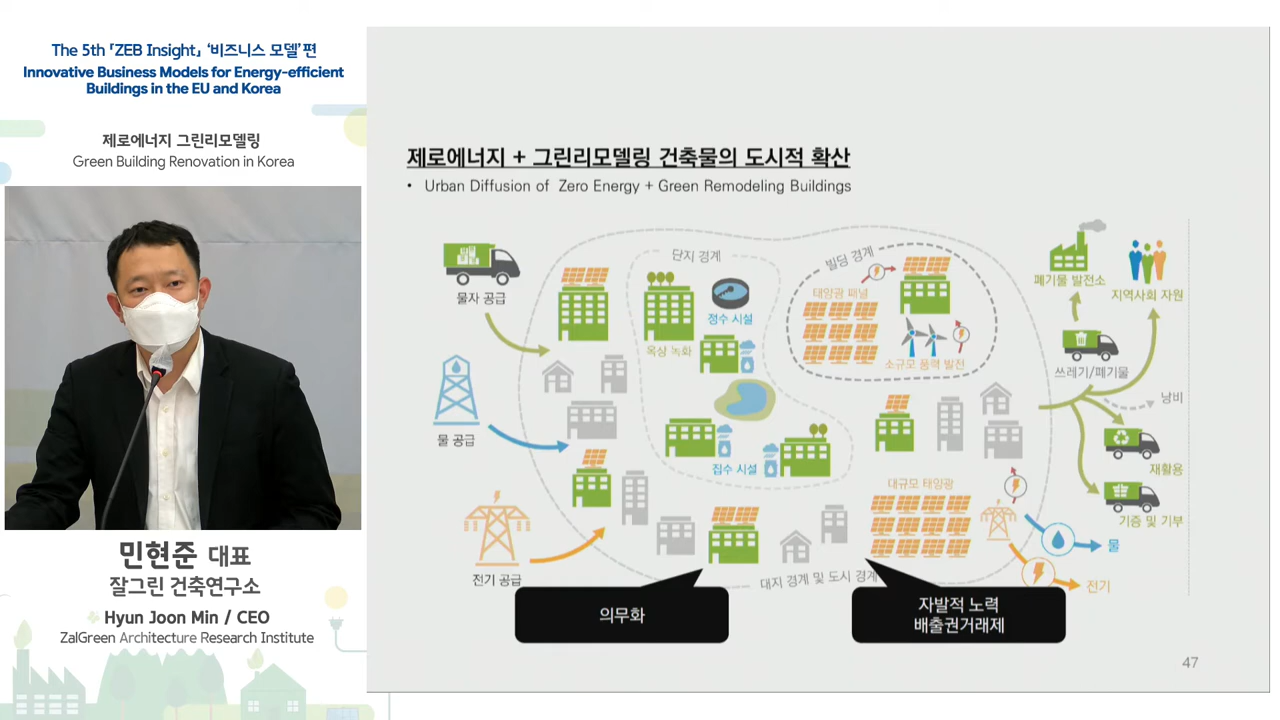 The 5th 「ZEB Insight」 '비즈니스 모델'편
Innovative Business Models for Energy-efficient
Buildings in the EU and Korea
제로에너지 그린리모델링
Green Building Renovation in Korea
민현준 대표
잘그린 건축연구소
Hyun Joon Min / CEO
ZalGreen Architecture Research Institute
제로에너지 + 그린리모델링 건축물의 도시적 확산
• Urban Diffusion of Zero Energy + Green Remodeling Buildings
물자 공급
물 공급
전기 공급
단지 경계
정수 시설
옥상 녹화
집수 시설
빌딩 경계
태양광 패널
소규모 풍력 발전
대규모 태양광
대지 경계 및 도시 경계
폐기물 발전소
지역사회 자원
쓰레기/폐기물
낭비
재활용
기증 및 기부
물
전기
의무화
자발적 노력
배출권거래제
47